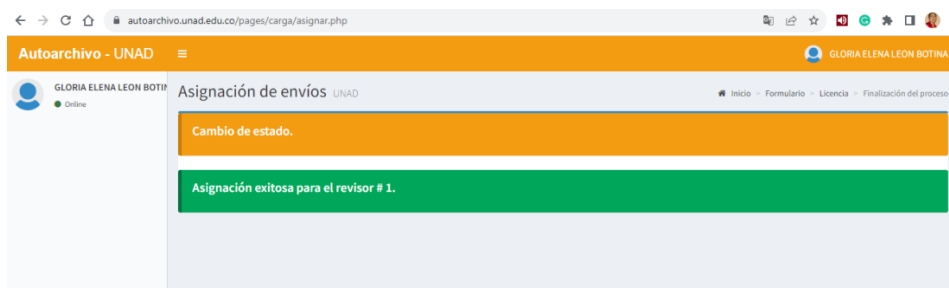 autoarchivo.unad.edu.co/pages/carga/asignar.php
Autoarchivo - UNAD
GLORIA ELENA LEON BOTINA
GLORIA ELENA LEON BOTIN
Online
Asignación de envíos UNAD
Inicio > Formulario > Licencia > Finalización del proceso
Cambio de estado.
Asignación exitosa para el revisor # 1.